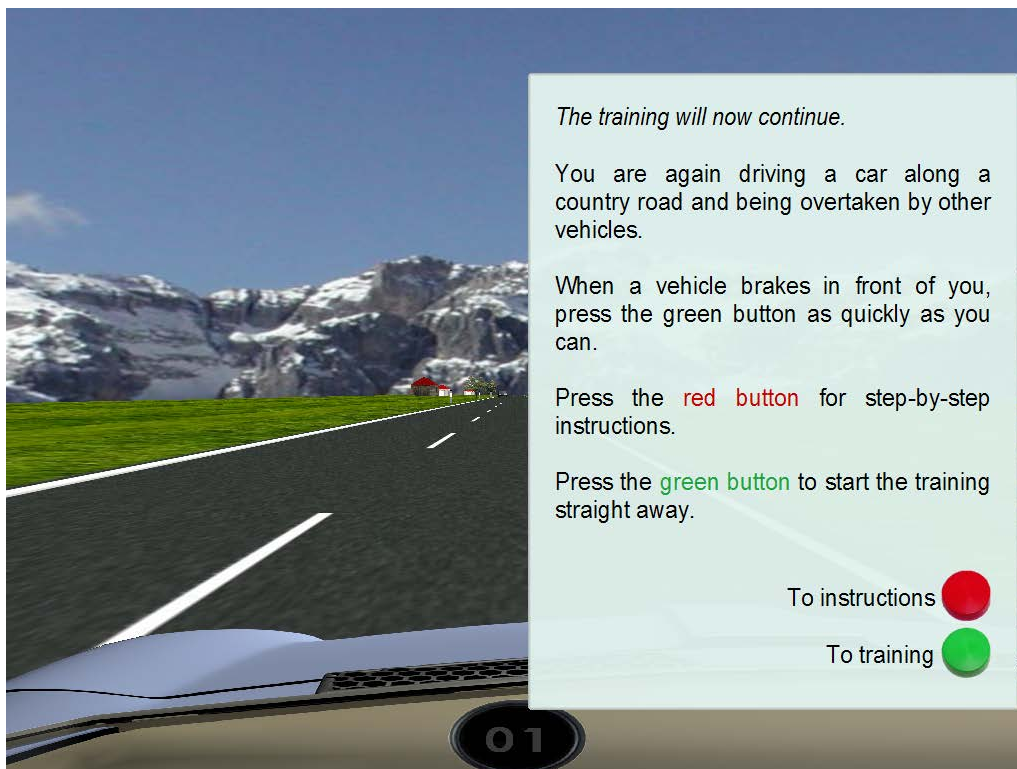 The training will now continue.
You are again driving a car along a
country road and being overtaken by other
vehicles.
When a vehicle brakes in front of you,
press the green button as quickly as you
can.
Press the red button for step-by-step
instructions.
Press the green button to start the training
straight away.
To instructions
To training
01